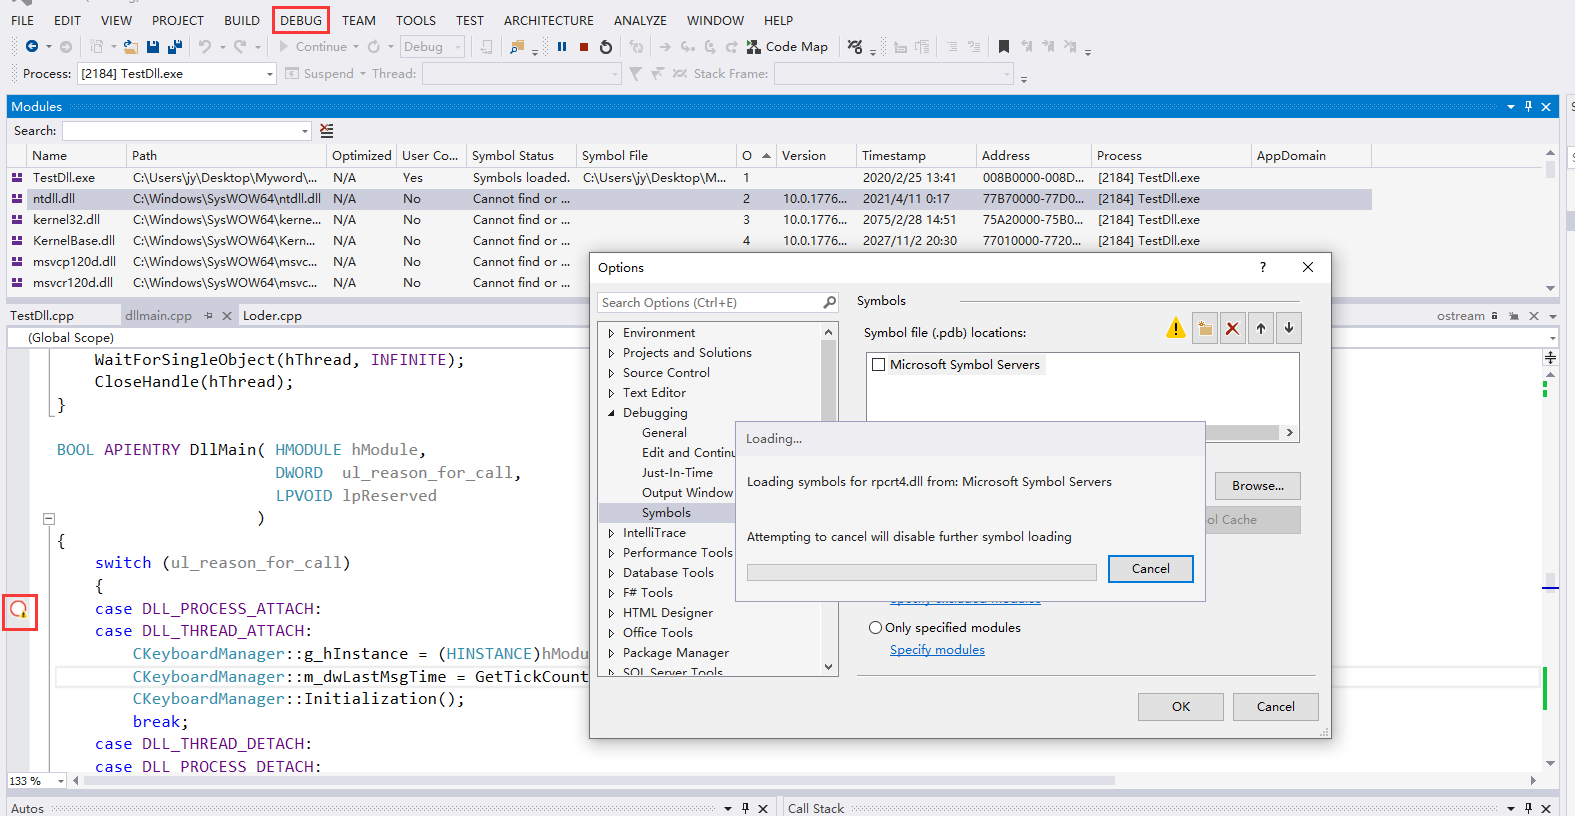 FILE EDIT VIEW PROJECT BUILD DEBUG TEAM TOOLS TEST ARCHITECTURE ANALYZE WINDOW HELP
Continue Debug Code Map
Process: [2184] TestDll.exe Suspend Thread: Stack Frame:
Modules
Search:
Name Path Optimized User Co... Symbol Status Symbol File O Version Timestamp Address Process AppDomain
TestDll.exe C:\Users\jy\Desktop\Myword\... N/A Yes Symbols loaded. C:\Users\jy\Desktop\M... 1 2020/2/25 13:41 008B0000-008D... [2184] TestDll.exe
ntdll.dll C:\Windows\SysWOW64\ntdll.dll N/A No Cannot find or ... 2 10.0.1776... 2021/4/11 0:17 77B70000-77D0... [2184] TestDll.exe
kernel32.dll C:\Windows\SysWOW64\kerne... N/A No Cannot find or ... 3 10.0.1776... 2075/2/28 14:51 75A20000-75B0... [2184] TestDll.exe
KernelBase.dll C:\Windows\SysWOW64\Kern... N/A No Cannot find or ... 4 10.0.1776... 2027/11/2 20:30 77010000-7720... [2184] TestDll.exe
msvcp120d.dll C:\Windows\SysWOW64\msvc... N/A No Cannot find or ...
msvcr120d.dll C:\Windows\SysWOW64\msvc... N/A No Cannot find or ...
TestDll.cpp dllmain.cpp Loder.cpp ostream
(Global Scope)
WaitForSingleObject(hThread, INFINITE);
CloseHandle(hThread);
}
BOOL APIENTRY DllMain( HMODULE hModule,
DWORD ul_reason_for_call,
LPVOID lpReserved
)
{
switch (ul_reason_for_call)
{
case DLL_PROCESS_ATTACH:
case DLL_THREAD_ATTACH:
CKeyboardManager::g_hInstance = (HINSTANCE)hModu
CKeyboardManager::m_dwLastMsgTime = GetTickCount
CKeyboardManager::Initialization();
break;
case DLL_THREAD_DETACH:
case DLL_PROCESS_DETACH:
133 %
Autos Call Stack
Options
Search Options (Ctrl+E)
Environment
Projects and Solutions
Source Control
Text Editor
Debugging
General
Edit and Continu
Just-In-Time
Output Window
Symbols
IntelliTrace
Performance Tools
Database Tools
F# Tools
HTML Designer
Office Tools
Package Manager
SQL Server Tools
Symbols
Symbol file (.pdb) locations:
Microsoft Symbol Servers
Browse...
ol Cache
Specify excluded modules
Only specified modules
Specify modules
OK Cancel
Loading...
Loading symbols for rpcrt4.dll from: Microsoft Symbol Servers
Attempting to cancel will disable further symbol loading
Cancel